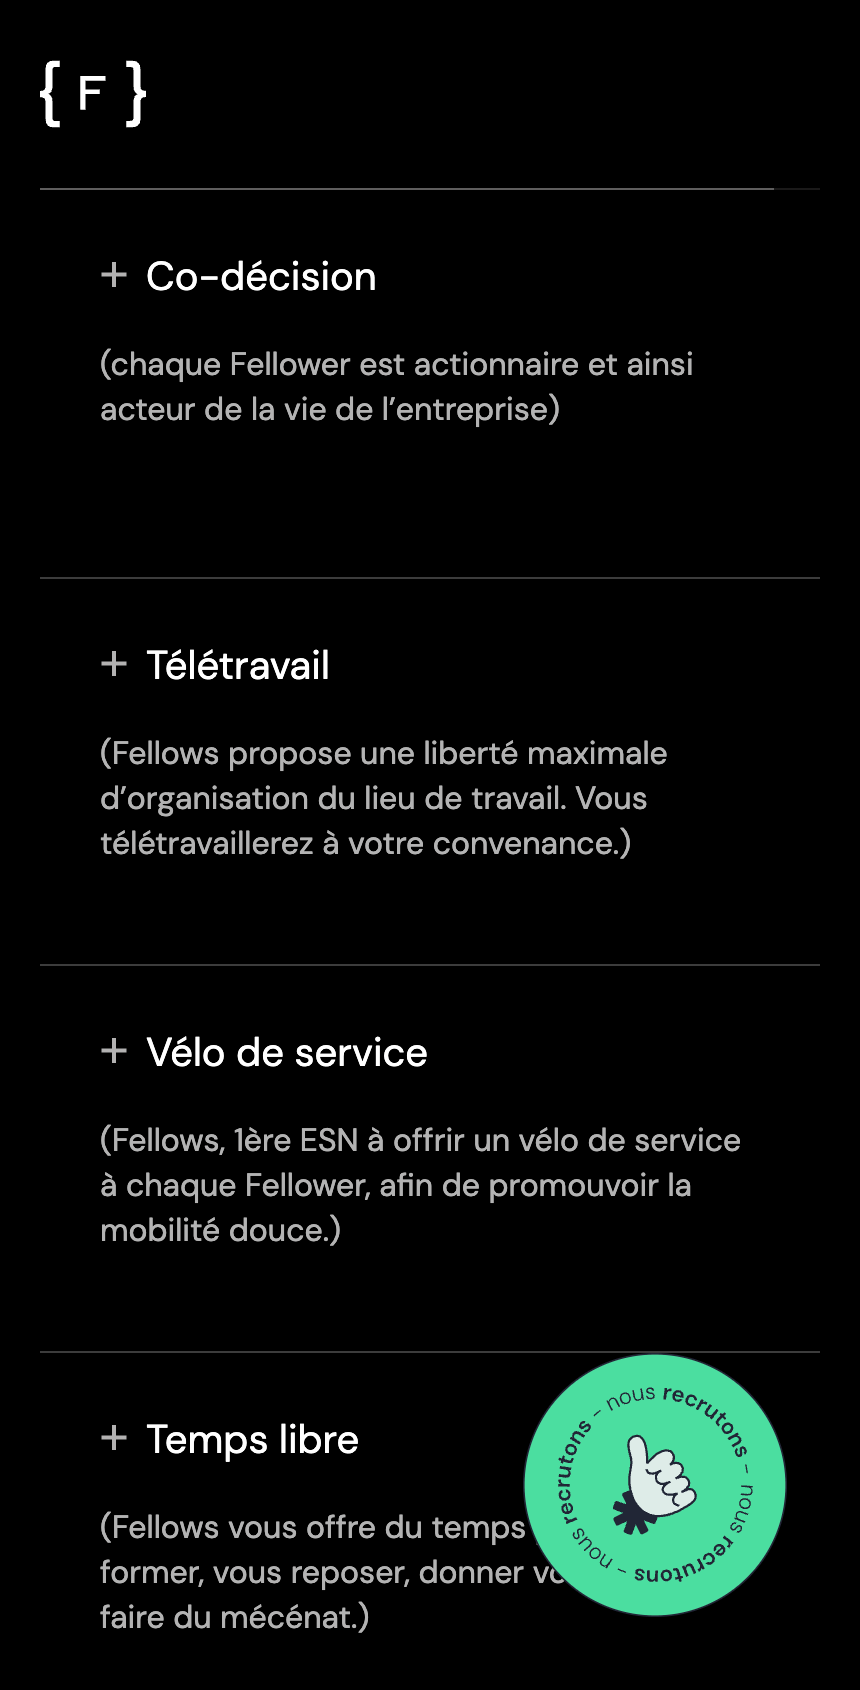 { F }
+ Co-décision
(chaque Fellower est actionnaire et ainsi
acteur de la vie de l’entreprise)
+ Télétravail
(Fellows propose une liberté maximale
d’organisation du lieu de travail. Vous
télétravaillerez à votre convenance.)
+ Vélo de service
(Fellows, 1ère ESN à offrir un vélo de service
à chaque Fellower, afin de promouvoir la
mobilité douce.)
+ Temps libre
(Fellows vous offre du temps
former, vous reposer, donner
faire du mécénat.)
nous recrutons - nous recrutons - nous recrutons -